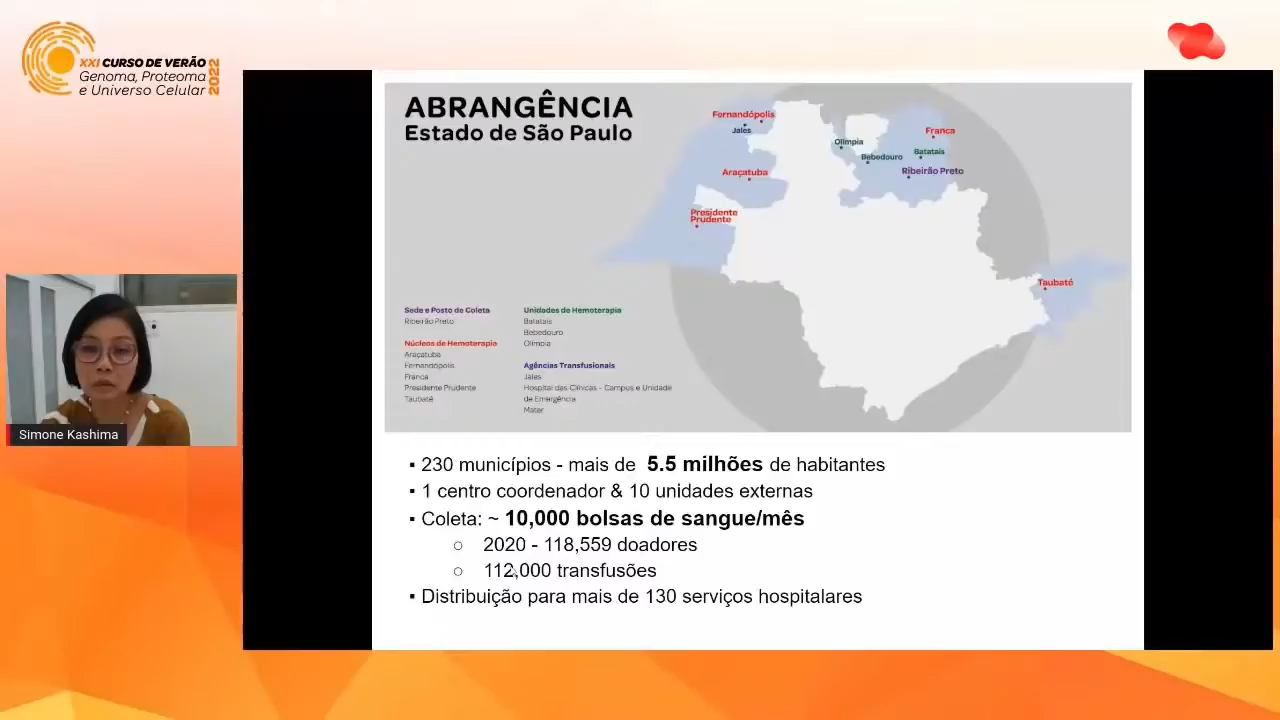 XXI CURSO DE VERÃO
Genoma, Proteoma
e Universo Celular
2022
ABRANGÊNCIA
Estado de São Paulo
Fernandópolis
Jales
Araçatuba
Presidente
Prudente
Olímpia
Bebedouro
Franca
Batatais
Ribeirão Preto
Taubaté
Sede e Posto de Coleta
Ribeirão Preto
Núcleos de Hemoterapia
Araçatuba
Fernandópolis
Franca
Presidente Prudente
Taubaté
Unidades de Hemoterapia
Batatais
Bebedouro
Olímpia
Agências Transfusionais
Jales
Hospital das Clínicas - Campus e Unidade
de Emergência
Mater
Simone Kashima
▪ 230 municípios - mais de 5.5 milhões de habitantes
▪ 1 centro coordenador & 10 unidades externas
▪ Coleta: ~ 10,000 bolsas de sangue/mês
○ 2020 - 118,559 doadores
○ 112,000 transfusões
▪ Distribuição para mais de 130 serviços hospitalares